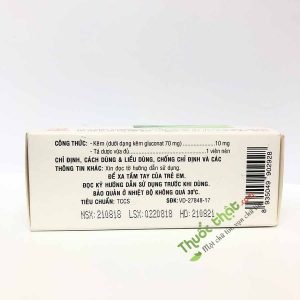 CÔNG THỨC:
- Kẽm (dưới dạng kẽm gluconat 70 mg) ........ 10 mg
- Tá dược vừa đủ ........ 1 viên nén
CHỈ ĐỊNH, CÁCH DÙNG & LIỀU DÙNG, CHỐNG CHỈ ĐỊNH VÀ CÁC
THÔNG TIN KHÁC: Xin đọc tờ hướng dẫn sử dụng.
ĐỂ XA TẦM TAY CỦA TRẺ EM.
ĐỌC KỸ HƯỚNG DẪN SỬ DỤNG TRƯỚC KHI DÙNG.
BẢO QUẢN Ở NHIỆT ĐỘ KHÔNG QUÁ 30°C.
TIÊU CHUẨN: TCCS SĐK: VD-27848-17
NSX: 210818 LSX: 0220818 HD: 210821
8 935049 902928
Thuốc thật